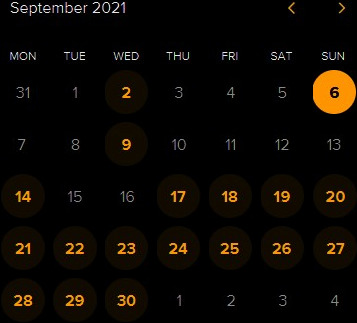 September 2021 < >
MON TUE WED THU FRI SAT SUN
31 1 2 3 4 5 6
7 8 9 10 11 12 13
14 15 16 17 18 19 20
21 22 23 24 25 26 27
28 29 30 1 2 3 4